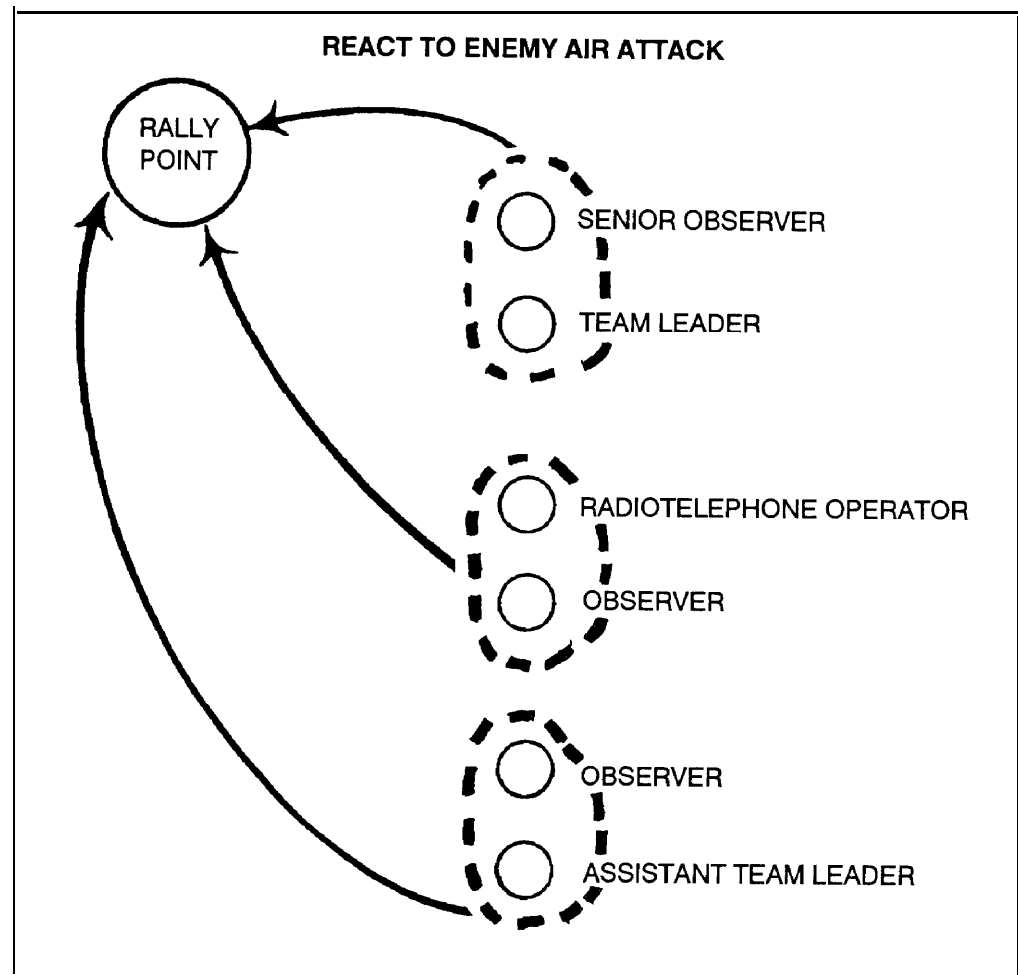 REACT TO ENEMY AIR ATTACK
RALLY
POINT
SENIOR OBSERVER
TEAM LEADER
RADIOTELEPHONE OPERATOR
OBSERVER
OBSERVER
ASSISTANT TEAM LEADER